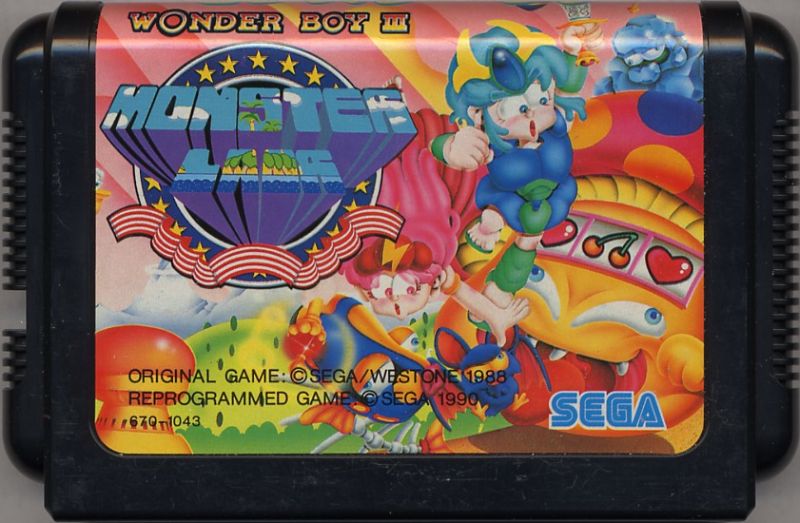 WONDER BOY III
MONSTER
LAIR
ORIGINAL GAME: ©SEGA/WESTONE 1988
REPROGRAMMED GAME: © SEGA 1990
670-1043
SEGA